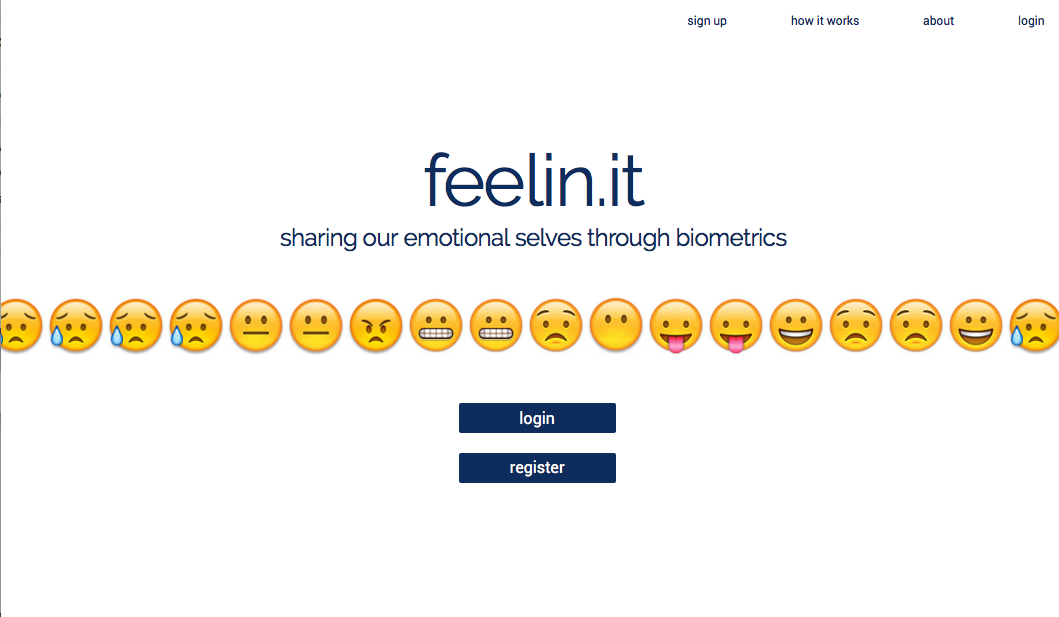 sign up how it works about login
feelin.it
sharing our emotional selves through biometrics
login
register